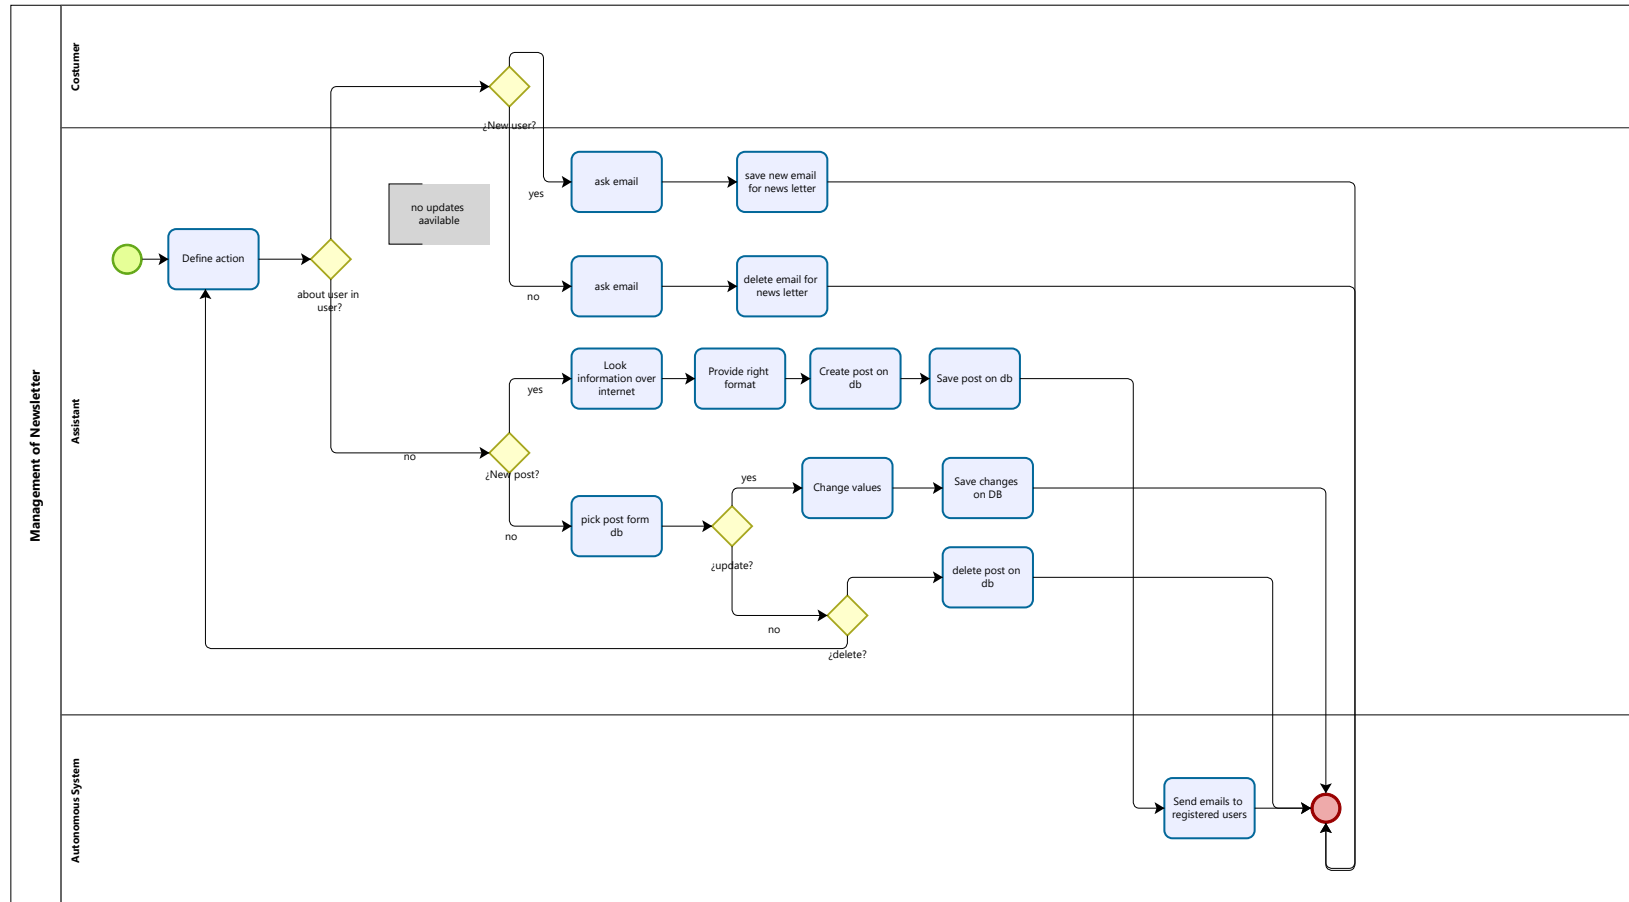 Management of Newsletter
Costumer
¿New user?
Assistant
ask email
save new email
for news letter
yes
no updates
aavilable
Define action
about user in
user?
ask email
delete email for
news letter
no
Look
information over
internet
Provide right
format
Create post on
db
Save post on db
yes
no
¿New post?
yes
Change values
Save changes
on DB
pick post form
db
no
¿update?
delete post on
db
no
¿delete?
Autonomous System
Send emails to
registered users